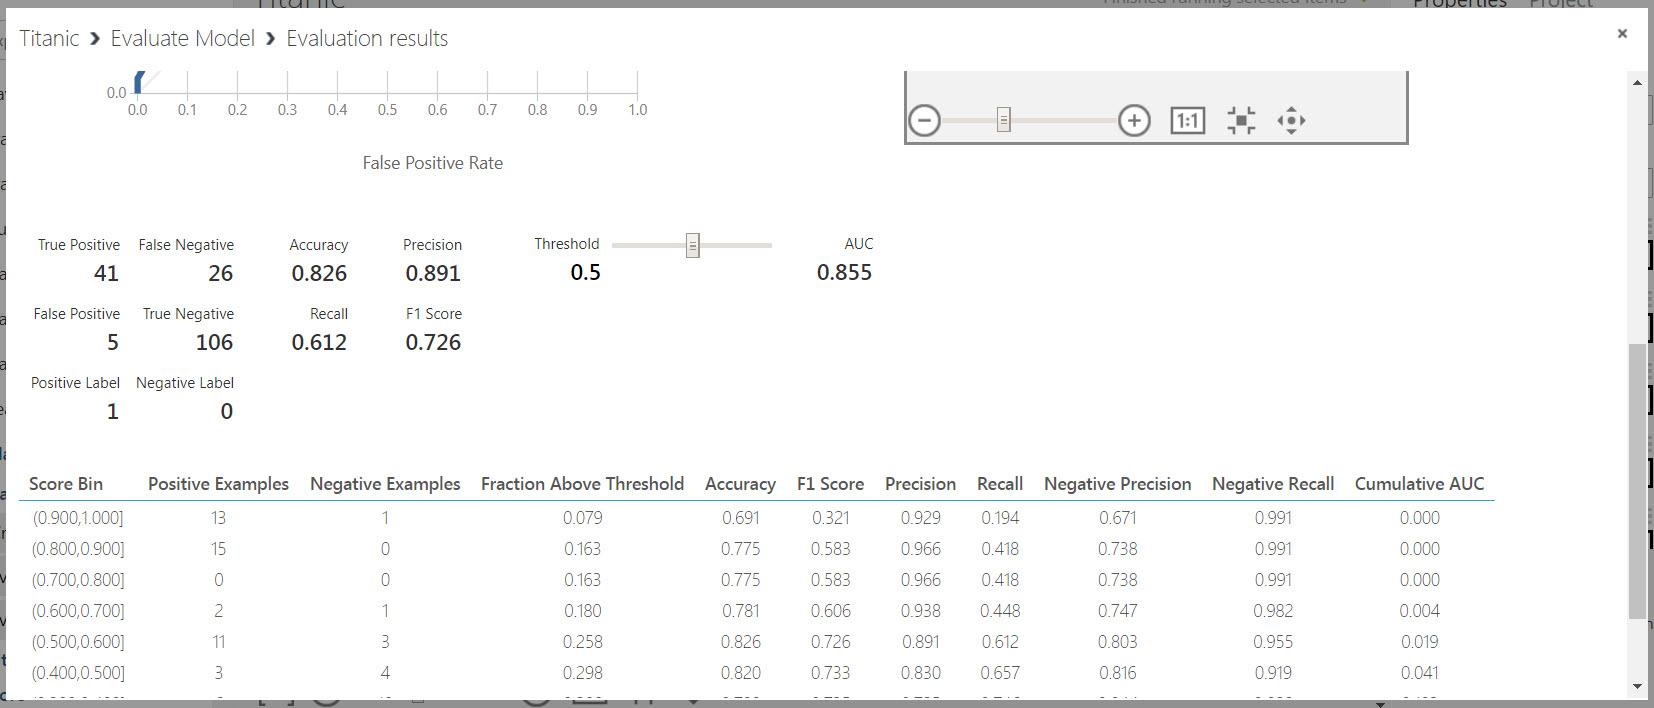 Titanic
Finished running selected items
Properties Project
Titanic > Evaluate Model > Evaluation results
0.0
0.0 0.1 0.2 0.3 0.4 0.5 0.6 0.7 0.8 0.9 1.0
1:1
False Positive Rate
True Positive False Negative Accuracy Precision Threshold AUC
41 26 0.826 0.891 0.5 0.855
False Positive True Negative Recall F1 Score
5 106 0.612 0.726
Positive Label Negative Label
1 0
Score Bin Positive Examples Negative Examples Fraction Above Threshold Accuracy F1 Score Precision Recall Negative Precision Negative Recall Cumulative AUC
(0.900,1.000] 13 1 0.079 0.691 0.321 0.929 0.194 0.671 0.991 0.000
(0.800,0.900] 15 0 0.163 0.775 0.583 0.966 0.418 0.738 0.991 0.000
(0.700,0.800] 0 0 0.163 0.775 0.583 0.966 0.418 0.738 0.991 0.000
(0.600,0.700] 2 1 0.180 0.781 0.606 0.938 0.448 0.747 0.982 0.004
(0.500,0.600] 11 3 0.258 0.826 0.726 0.891 0.612 0.803 0.955 0.019
(0.400,0.500] 3 4 0.298 0.820 0.733 0.830 0.657 0.816 0.919 0.041